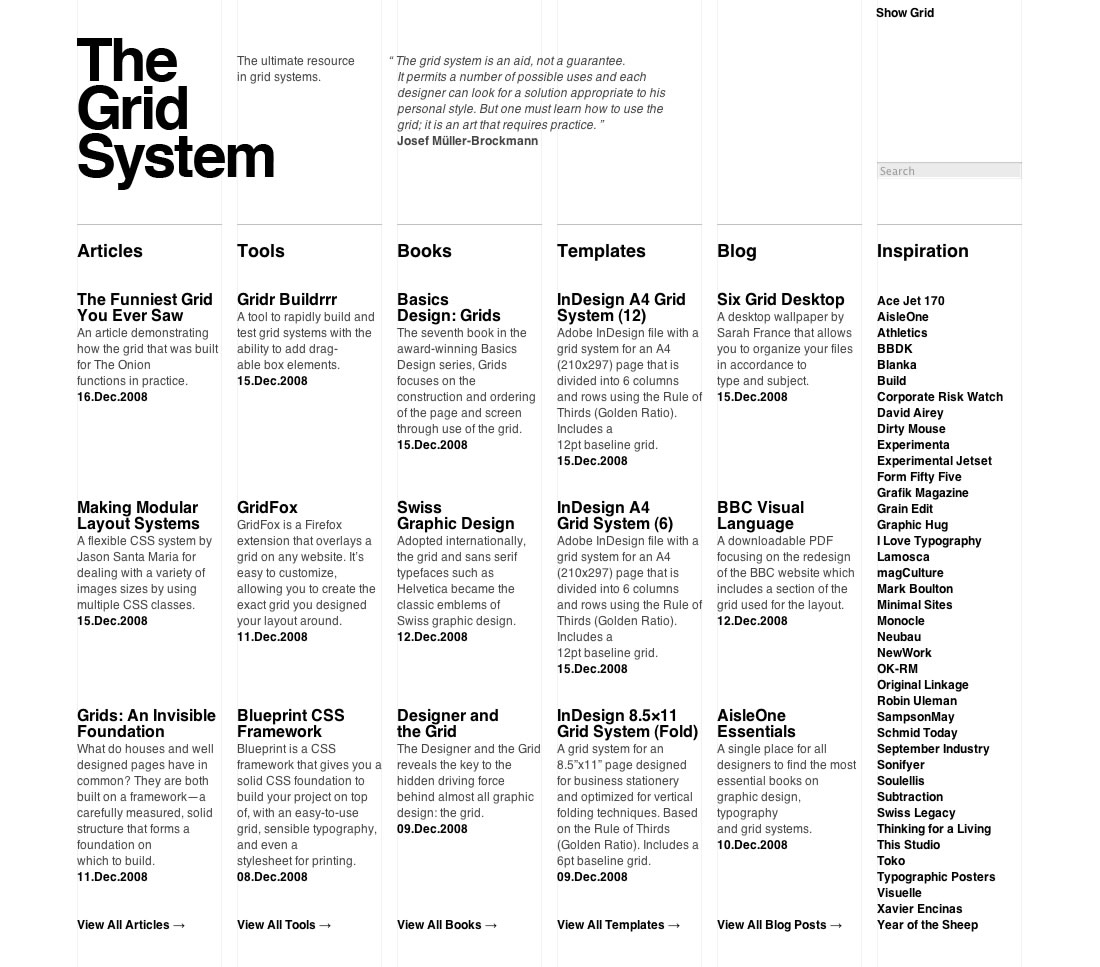 Show Grid
The
Grid
System
The ultimate resource
in grid systems.
“ The grid system is an aid, not a guarantee.
It permits a number of possible uses and each
designer can look for a solution appropriate to his
personal style. But one must learn how to use the
grid; it is an art that requires practice. ”
Josef Müller-Brockmann
Search
Articles
The Funniest Grid
You Ever Saw
An article demonstrating
how the grid that was built
for The Onion
functions in practice.
16.Dec.2008
Making Modular
Layout Systems
A flexible CSS system by
Jason Santa Maria for
dealing with a variety of
images sizes by using
multiple CSS classes.
15.Dec.2008
Grids: An Invisible
Foundation
What do houses and well
designed pages have in
common? They are both
built on a framework—a
carefully measured, solid
structure that forms a
foundation on
which to build.
11.Dec.2008
View All Articles →
Tools
Gridr Buildrrr
A tool to rapidly build and
test grid systems with the
ability to add drag-
able box elements.
15.Dec.2008
GridFox
GridFox is a Firefox
extension that overlays a
grid on any website. It’s
easy to customize,
allowing you to create the
exact grid you designed
your layout around.
11.Dec.2008
Blueprint CSS
Framework
Blueprint is a CSS
framework that gives you a
solid CSS foundation to
build your project on top
of, with an easy-to-use
grid, sensible typography,
and even a
stylesheet for printing.
08.Dec.2008
View All Tools →
Books
Basics
Design: Grids
The seventh book in the
award-winning Basics
Design series, Grids
focuses on the
construction and ordering
of the page and screen
through use of the grid.
15.Dec.2008
Swiss
Graphic Design
Adopted internationally,
the grid and sans serif
typefaces such as
Helvetica became the
classic emblems of
Swiss graphic design.
12.Dec.2008
Designer and
the Grid
The Designer and the Grid
reveals the key to the
hidden driving force
behind almost all graphic
design: the grid.
09.Dec.2008
View All Books →
Templates
InDesign A4 Grid
System (12)
Adobe InDesign file with a
grid system for an A4
(210x297) page that is
divided into 6 columns
and rows using the Rule of
Thirds (Golden Ratio).
Includes a
12pt baseline grid.
15.Dec.2008
InDesign A4
Grid System (6)
Adobe InDesign file with a
grid system for an A4
(210x297) page that is
divided into 6 columns
and rows using the Rule of
Thirds (Golden Ratio).
Includes a
12pt baseline grid.
15.Dec.2008
InDesign 8.5×11
Grid System (Fold)
A grid system for an
8.5”x11” page designed
for business stationery
and optimized for vertical
folding techniques. Based
on the Rule of Thirds
(Golden Ratio). Includes a
6pt baseline grid.
09.Dec.2008
View All Templates →
Blog
Six Grid Desktop
A desktop wallpaper by
Sarah France that allows
you to organize your files
in accordance to
type and subject.
15.Dec.2008
BBC Visual
Language
A downloadable PDF
focusing on the redesign
of the BBC website which
includes a section of the
grid used for the layout.
12.Dec.2008
AisleOne
Essentials
A single place for all
designers to find the most
essential books on
graphic design,
typography
and grid systems.
10.Dec.2008
View All Blog Posts →
Inspiration
Ace Jet 170
AisleOne
Athletics
BBDK
Blanka
Build
Corporate Risk Watch
David Airey
Dirty Mouse
Experimenta
Experimental Jetset
Form Fifty Five
Grafik Magazine
Grain Edit
Graphic Hug
I Love Typography
Lamosca
magCulture
Mark Boulton
Minimal Sites
Monocle
Neubau
NewWork
OK-RM
Original Linkage
Robin Uleman
SampsonMay
Schmid Today
September Industry
Sonifyer
Soulellis
Subtraction
Swiss Legacy
Thinking for a Living
This Studio
Toko
Typographic Posters
Visuelle
Xavier Encinas
Year of the Sheep